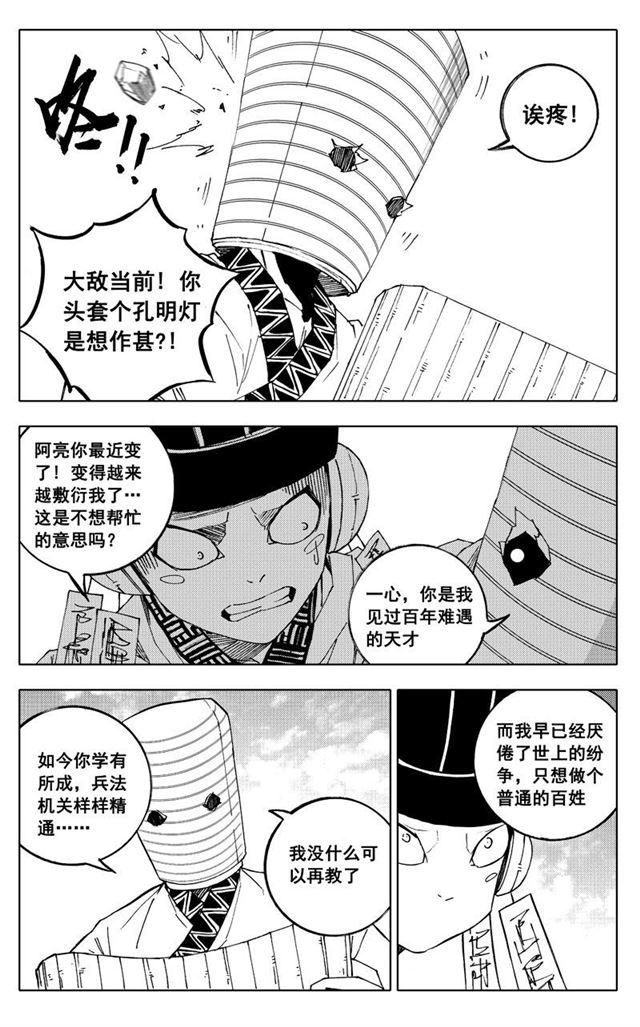 诶疼！
咚!!
大敌当前！你
头套个孔明灯
是想作甚?!
阿亮你最近变
了！变得越来
越敷衍我了…
这是不想帮忙
的意思吗？
一心，你是我
见过百年难遇
的天才
如今你学有
所成，兵法
机关样样精
通……
我没什么可
以再教了
而我早已经厌
倦了世上的纷
争，只想做个
普通的百姓